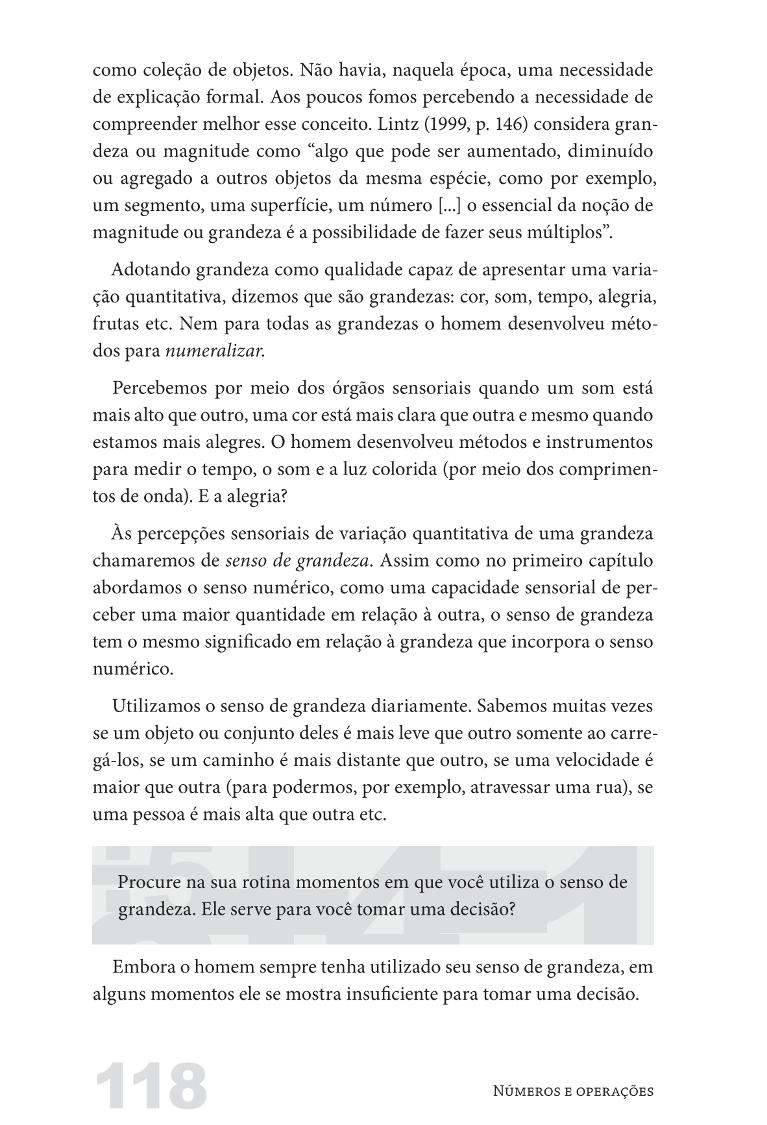 como coleção de objetos. Não havia, naquela época, uma necessidade
de explicação formal. Aos poucos fomos percebendo a necessidade de
compreender melhor esse conceito. Lintz (1999, p. 146) considera gran-
deza ou magnitude como “algo que pode ser aumentado, diminuído
ou agregado a outros objetos da mesma espécie, como por exemplo,
um segmento, uma superfície, um número [...] o essencial da noção de
magnitude ou grandeza é a possibilidade de fazer seus múltiplos”.
Adotando grandeza como qualidade capaz de apresentar uma varia-
ção quantitativa, dizemos que são grandezas: cor, som, tempo, alegria,
frutas etc. Nem para todas as grandezas o homem desenvolveu méto-
dos para numeralizar.
Percebemos por meio dos órgãos sensoriais quando um som está
mais alto que outro, uma cor está mais clara que outra e mesmo quando
estamos mais alegres. O homem desenvolveu métodos e instrumentos
para medir o tempo, o som e a luz colorida (por meio dos comprimen-
tos de onda). E a alegria?
Às percepções sensoriais de variação quantitativa de uma grandeza
chamaremos de senso de grandeza. Assim como no primeiro capítulo
abordamos o senso numérico, como uma capacidade sensorial de per-
ceber uma maior quantidade em relação à outra, o senso de grandeza
tem o mesmo significado em relação à grandeza que incorpora o senso
numérico.
Utilizamos o senso de grandeza diariamente. Sabemos muitas vezes
se um objeto ou conjunto deles é mais leve que outro somente ao carre-
gá-los, se um caminho é mais distante que outro, se uma velocidade é
maior que outra (para podermos, por exemplo, atravessar uma rua), se
uma pessoa é mais alta que outra etc.
Procure na sua rotina momentos em que você utiliza o senso de
grandeza. Ele serve para você tomar uma decisão?
Embora o homem sempre tenha utilizado seu senso de grandeza, em
alguns momentos ele se mostra insuficiente para tomar uma decisão.
118
Números e operações